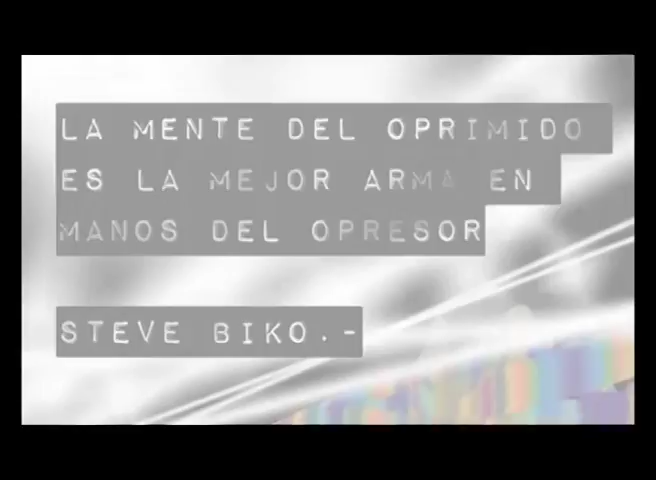 LA MENTE DEL OPRIMIDO
ES LA MEJOR ARMA EN
MANOS DEL OPRESOR
STEVE BIKO.-